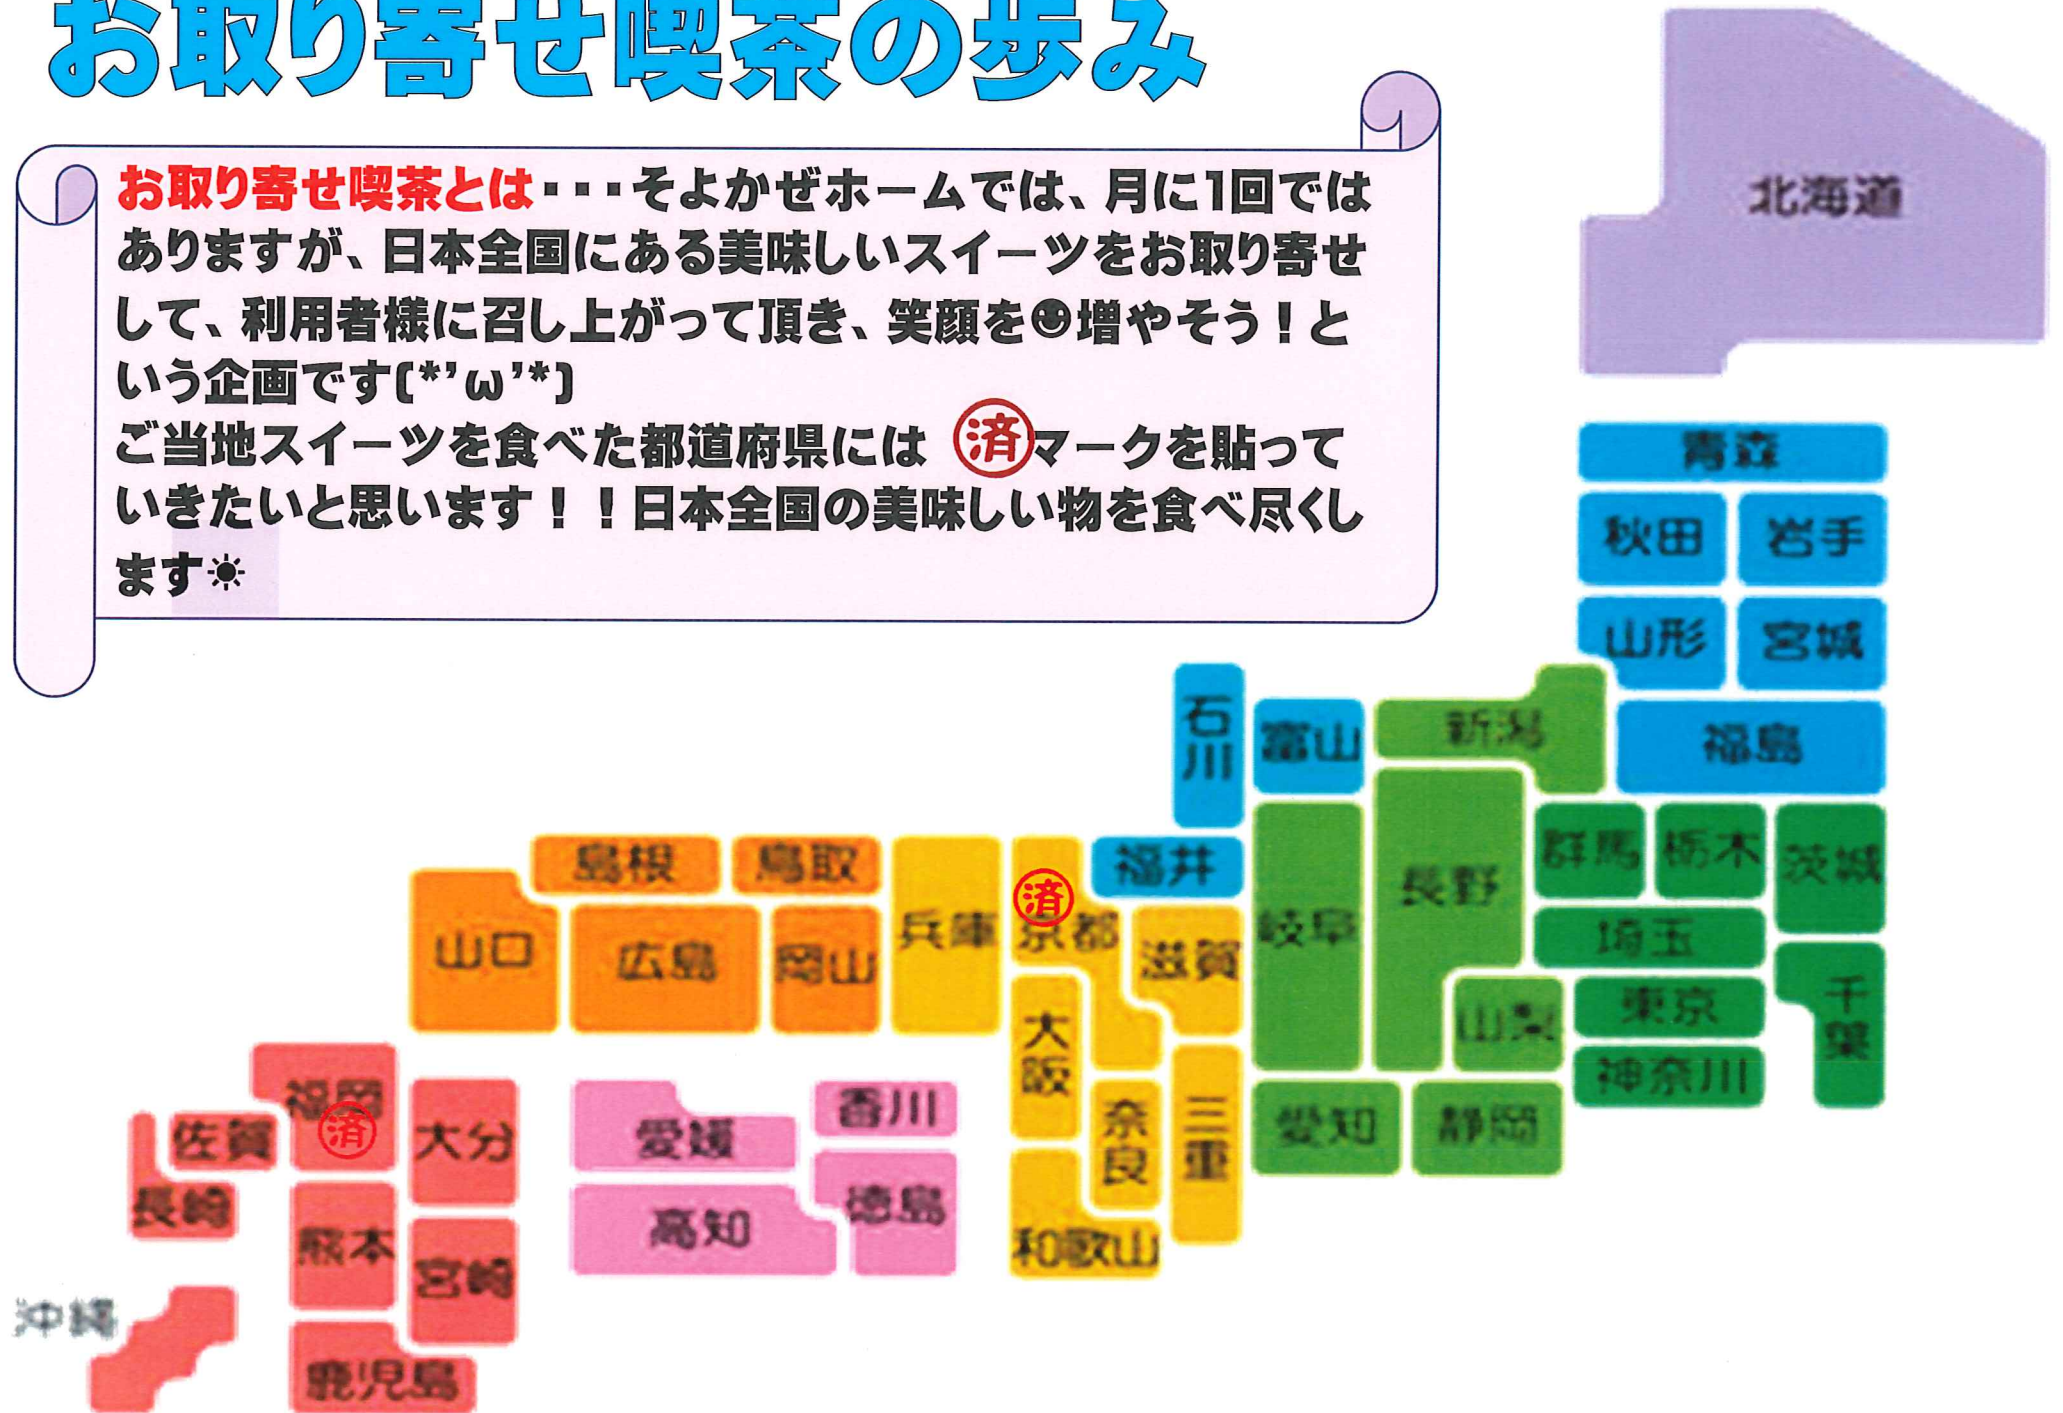 お取り寄せ喫茶の歩み
お取り寄せ喫茶とは・・・そよかぜホームでは、月に1回では
ありますが、日本全国にある美味しいスイーツをお取り寄せ
して、利用者様に召し上がって頂き、笑顔を☻増やそう！と
いう企画です(*’ω’*)
ご当地スイーツを食べた都道府県には 済マークを貼って
いきたいと思います！！日本全国の美味しい物を食べ尽くし
ます☀
北海道
青森
秋田
岩手
山形
宮城
石川
富山
新潟
福島
群馬
栃木
茨城
島根
鳥取
兵庫
済
京都
福井
岐阜
長野
埼玉
山口
広島
岡山
滋賀
大阪
山梨
東京
千葉
神奈川
福岡
済
佐賀
大分
長崎
愛媛
香川
奈良
三重
愛知
静岡
熊本
宮崎
高知
徳島
和歌山
沖縄
鹿児島